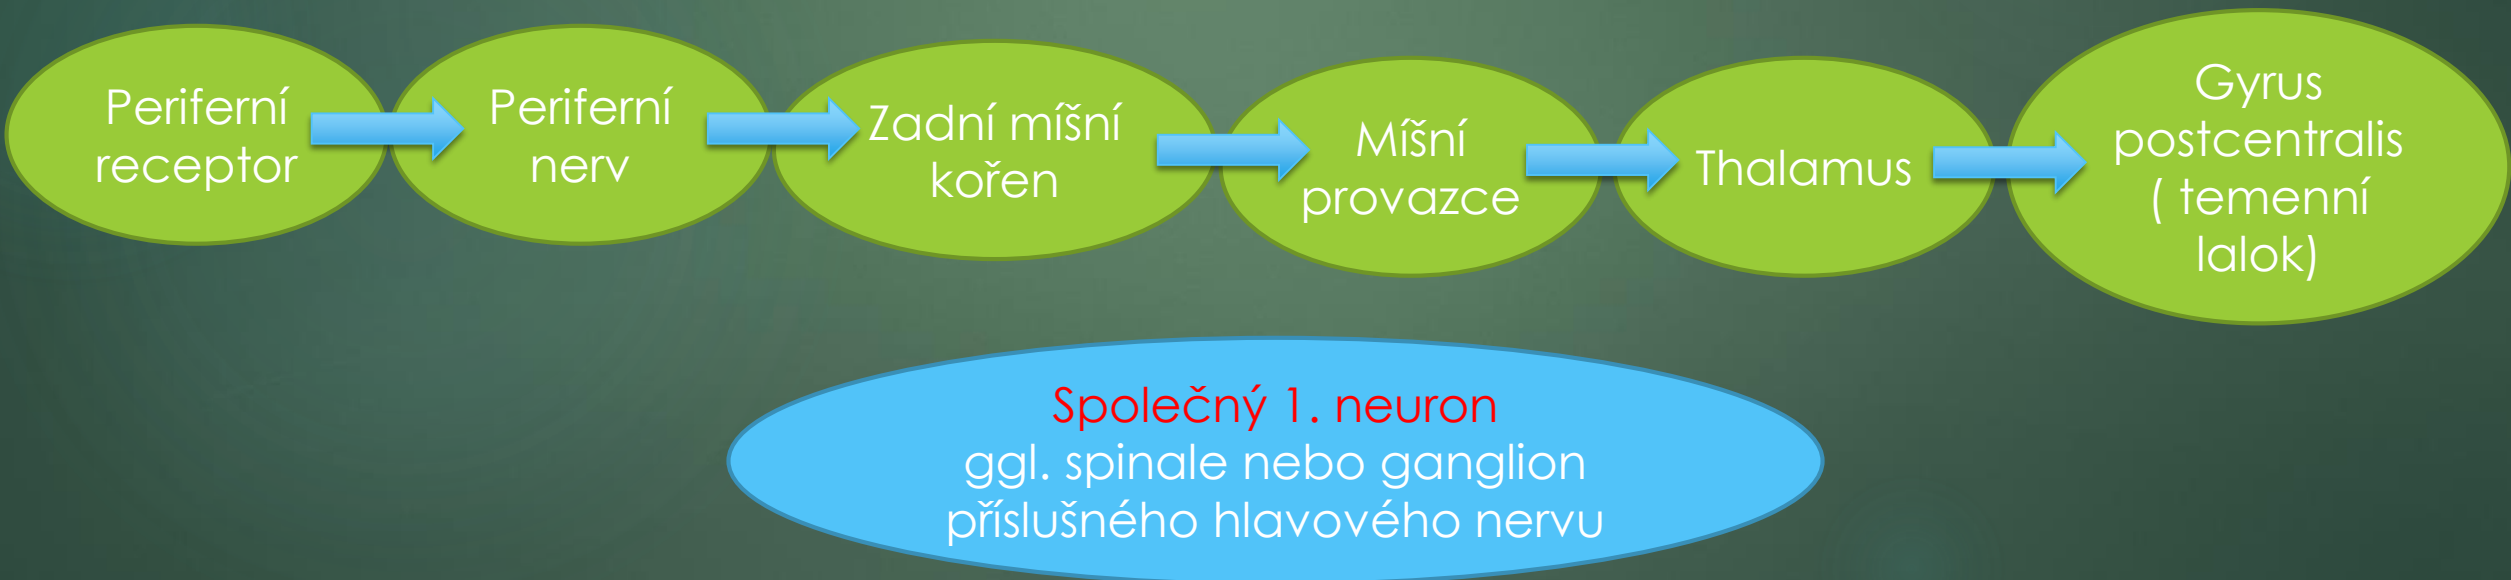 Periferní
receptor
Periferní
nerv
Zadní míšní
kořen
Míšní
provazce
Thalamus
Gyrus
postcentralis
( temenní
lalok)
Společný 1. neuron
ggl. spinale nebo ganglion
příslušného hlavového nervu